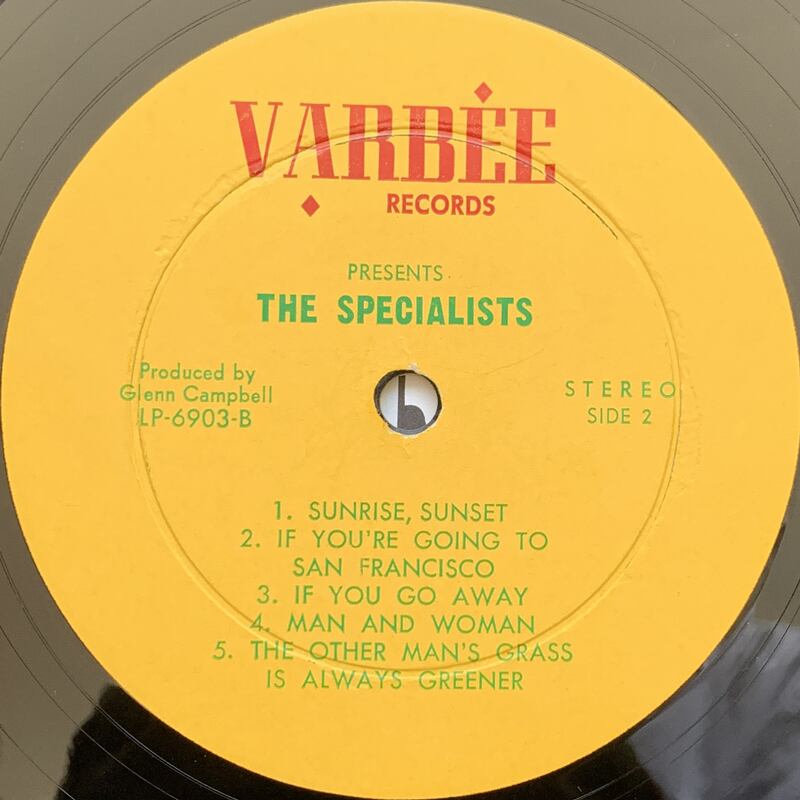 VARBÉE
RECORDS
PRESENTS
THE SPECIALISTS
Produced by
Glenn Campbell
LP-6903-B
STEREO
SIDE 2
b
1. SUNRISE, SUNSET
2. IF YOU'RE GOING TO
SAN FRANCISCO
3. IF YOU GO AWAY
4. MAN AND WOMAN
5. THE OTHER MAN'S GRASS
IS ALWAYS GREENER